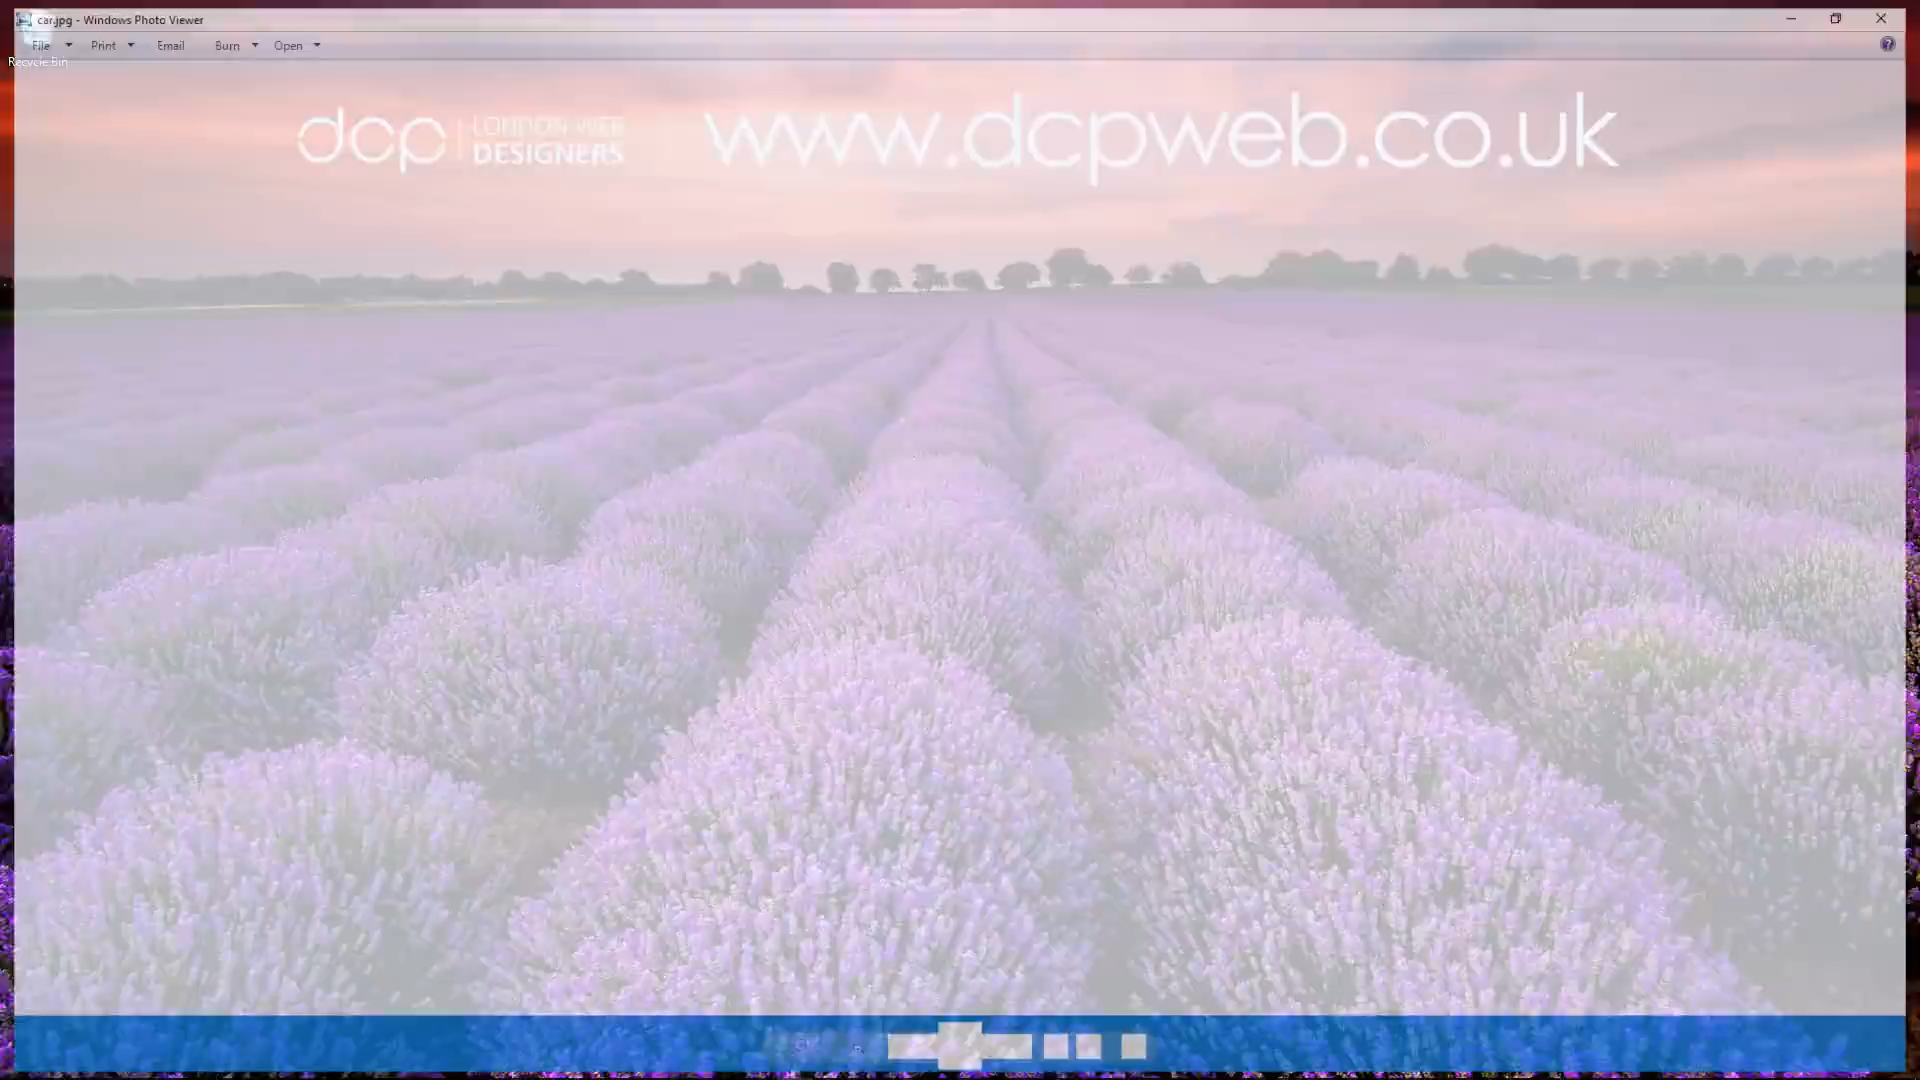 car.jpg - Windows Photo Viewer
File Print Email Burn Open
Recycle Bin
dcp LONDON WEB DESIGNERS
www.dcpweb.co.uk